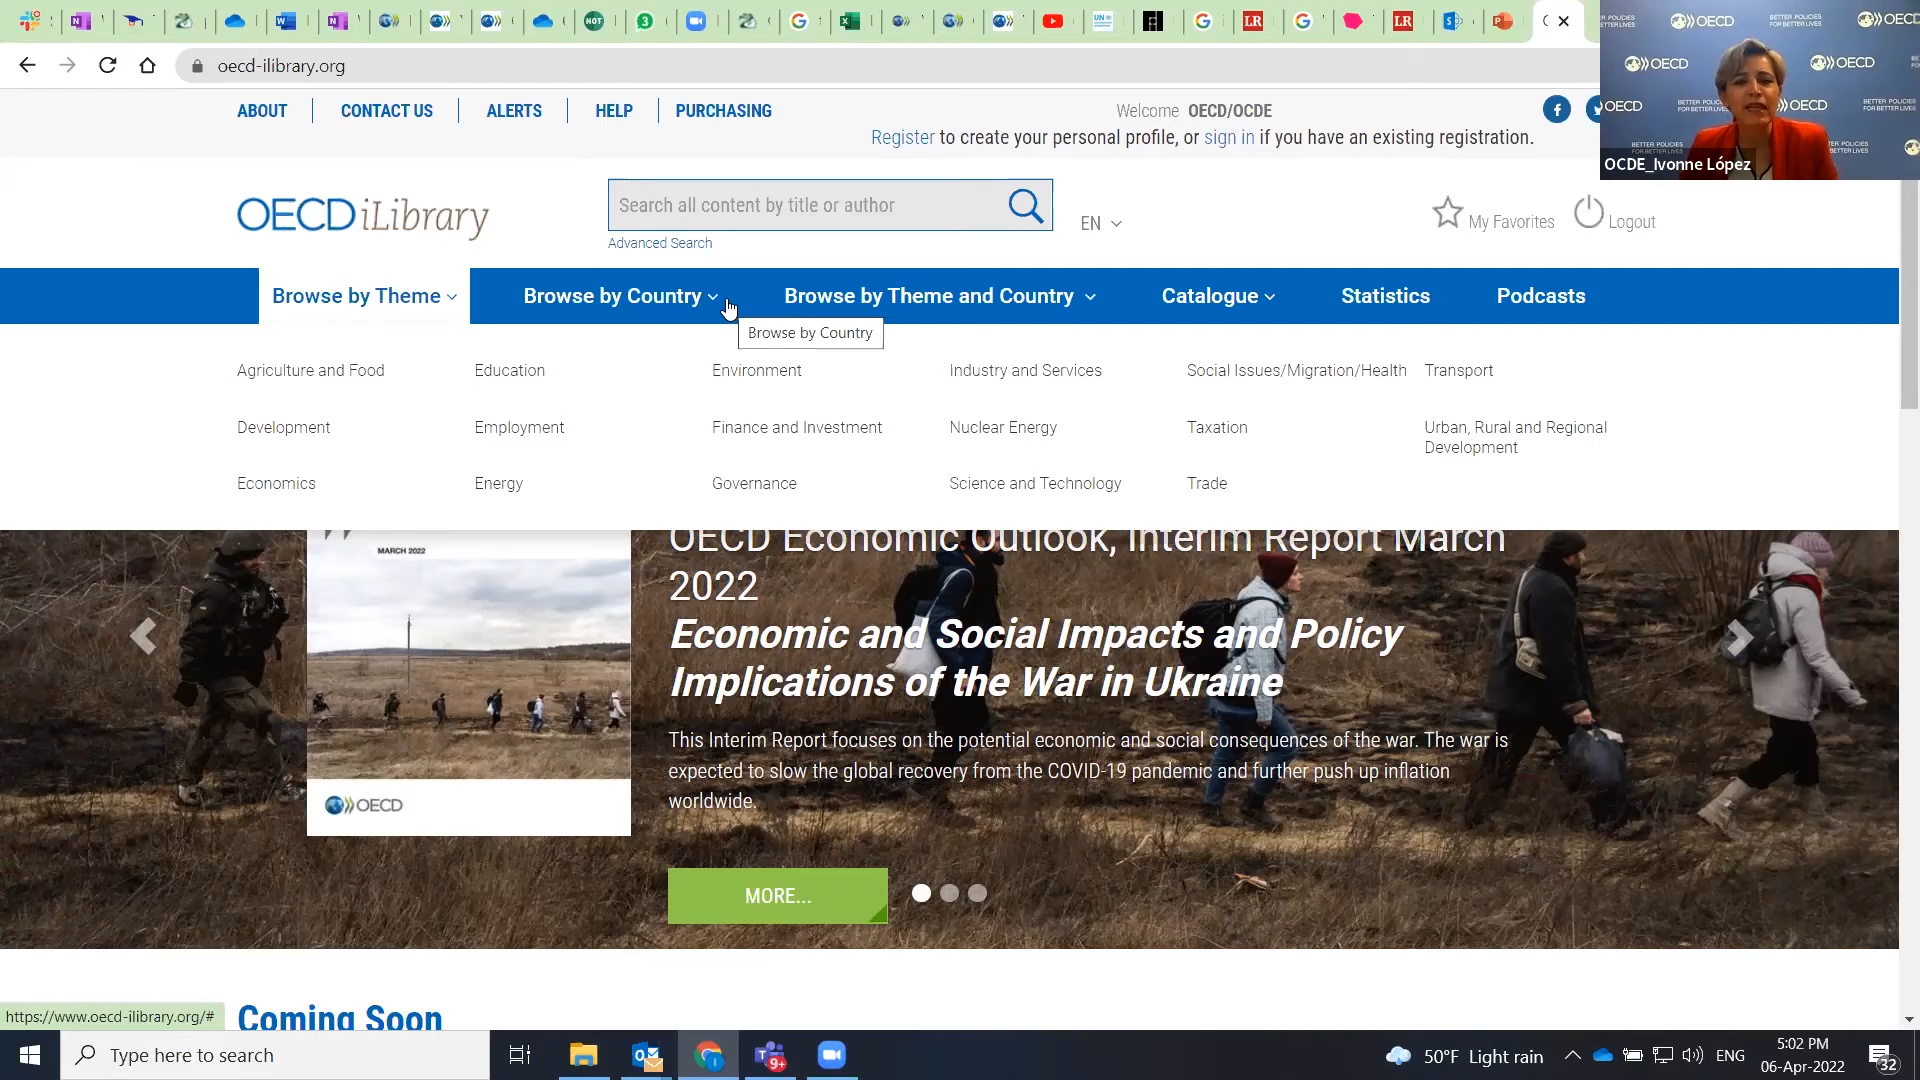 oecd-ilibrary.org
ABOUT
CONTACT US
ALERTS
HELP
PURCHASING
Welcome OECD/OCDE
Register to create your personal profile, or sign in if you have an existing registration.
OECD iLibrary
Search all content by title or author
Advanced Search
EN
My Favorites
Logout
OCDE_Ivonne López
OECD
BETTER POLICIES
FOR BETTER LIVES
Browse by Theme
Browse by Country
Browse by Theme and Country
Catalogue
Statistics
Podcasts
Browse by Country
Agriculture and Food
Education
Environment
Industry and Services
Social Issues/Migration/Health
Transport
Development
Employment
Finance and Investment
Nuclear Energy
Taxation
Urban, Rural and Regional
Development
Economics
Energy
Governance
Science and Technology
Trade
MARCH 2022
OECD
OECD Economic Outlook, Interim Report March
2022
Economic and Social Impacts and Policy
Implications of the War in Ukraine
This Interim Report focuses on the potential economic and social consequences of the war. The war is
expected to slow the global recovery from the COVID-19 pandemic and further push up inflation
worldwide.
MORE...
Coming Soon
https://www.oecd-ilibrary.org/#
Type here to search
9+
50°F Light rain
ENG
5:02 PM
06-Apr-2022
32